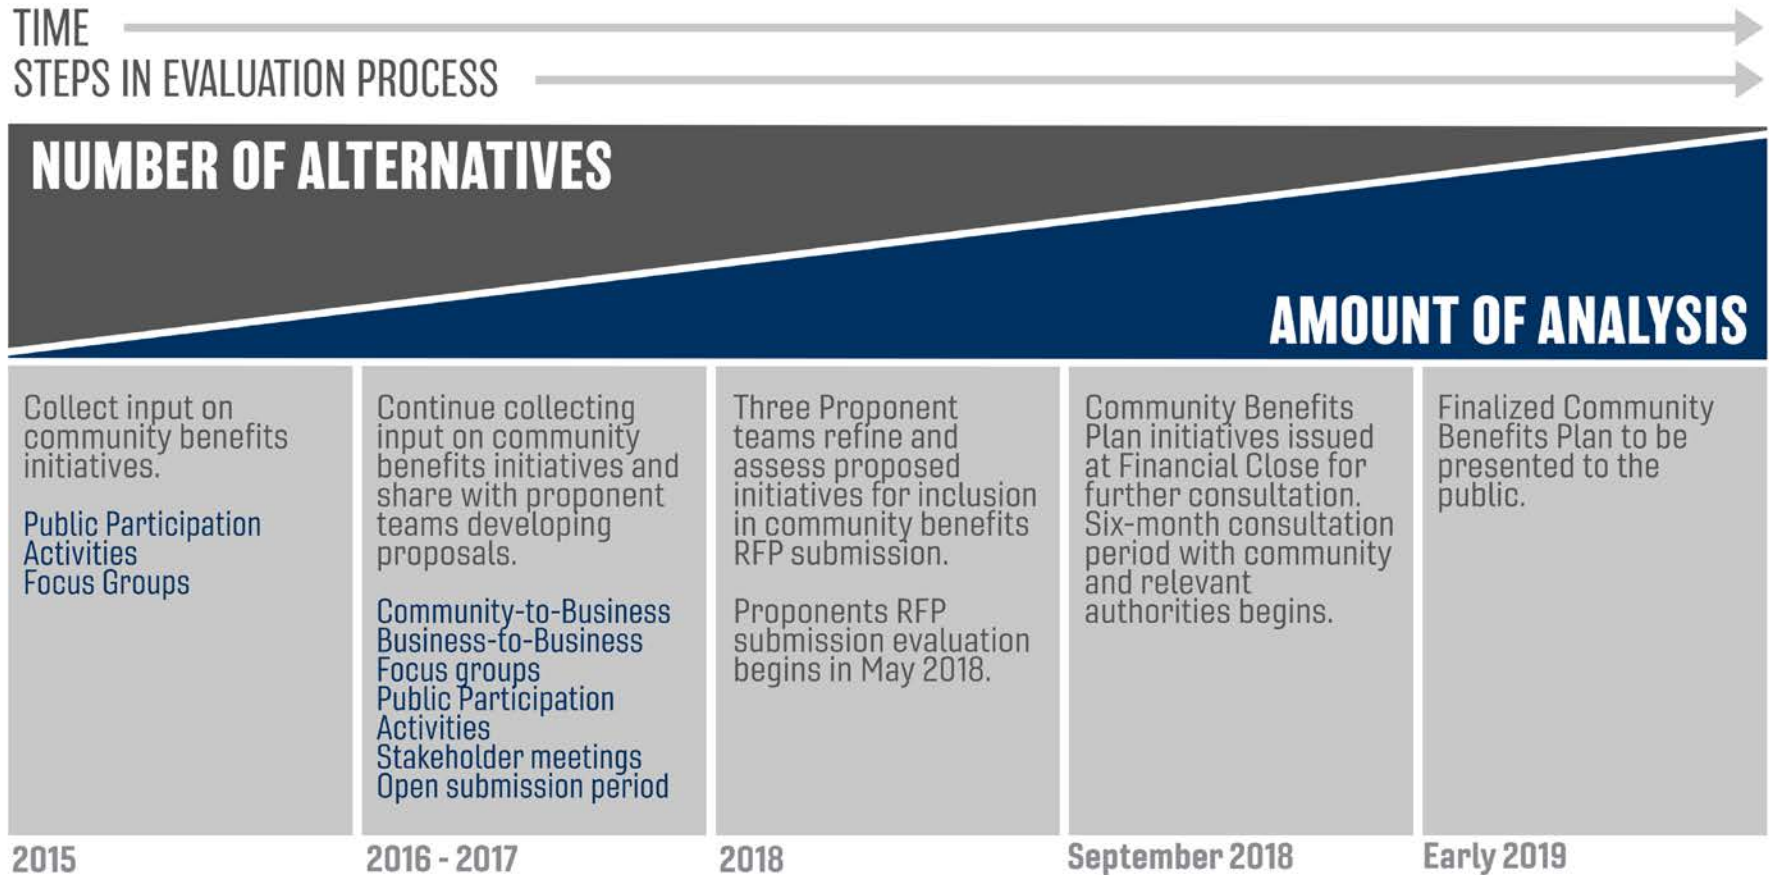 TIME
STEPS IN EVALUATION PROCESS
NUMBER OF ALTERNATIVES
AMOUNT OF ANALYSIS
Collect input on
community benefits
initiatives.
Public Participation
Activities
Focus Groups
2015
Continue collecting
input on community
benefits initiatives and
share with proponent
teams developing
proposals.
Community-to-Business
Business-to-Business
Focus groups
Public Participation
Activities
Stakeholder meetings
Open submission period
2016 - 2017
Three Proponent
teams refine and
assess proposed
initiatives for inclusion
in community benefits
RFP submission.
Proponents RFP
submission evaluation
begins in May 2018.
2018
Community Benefits
Plan initiatives issued
at Financial Close for
further consultation.
Six-month consultation
period with community
and relevant
authorities begins.
September 2018
Finalized Community
Benefits Plan to be
presented to the
public.
Early 2019